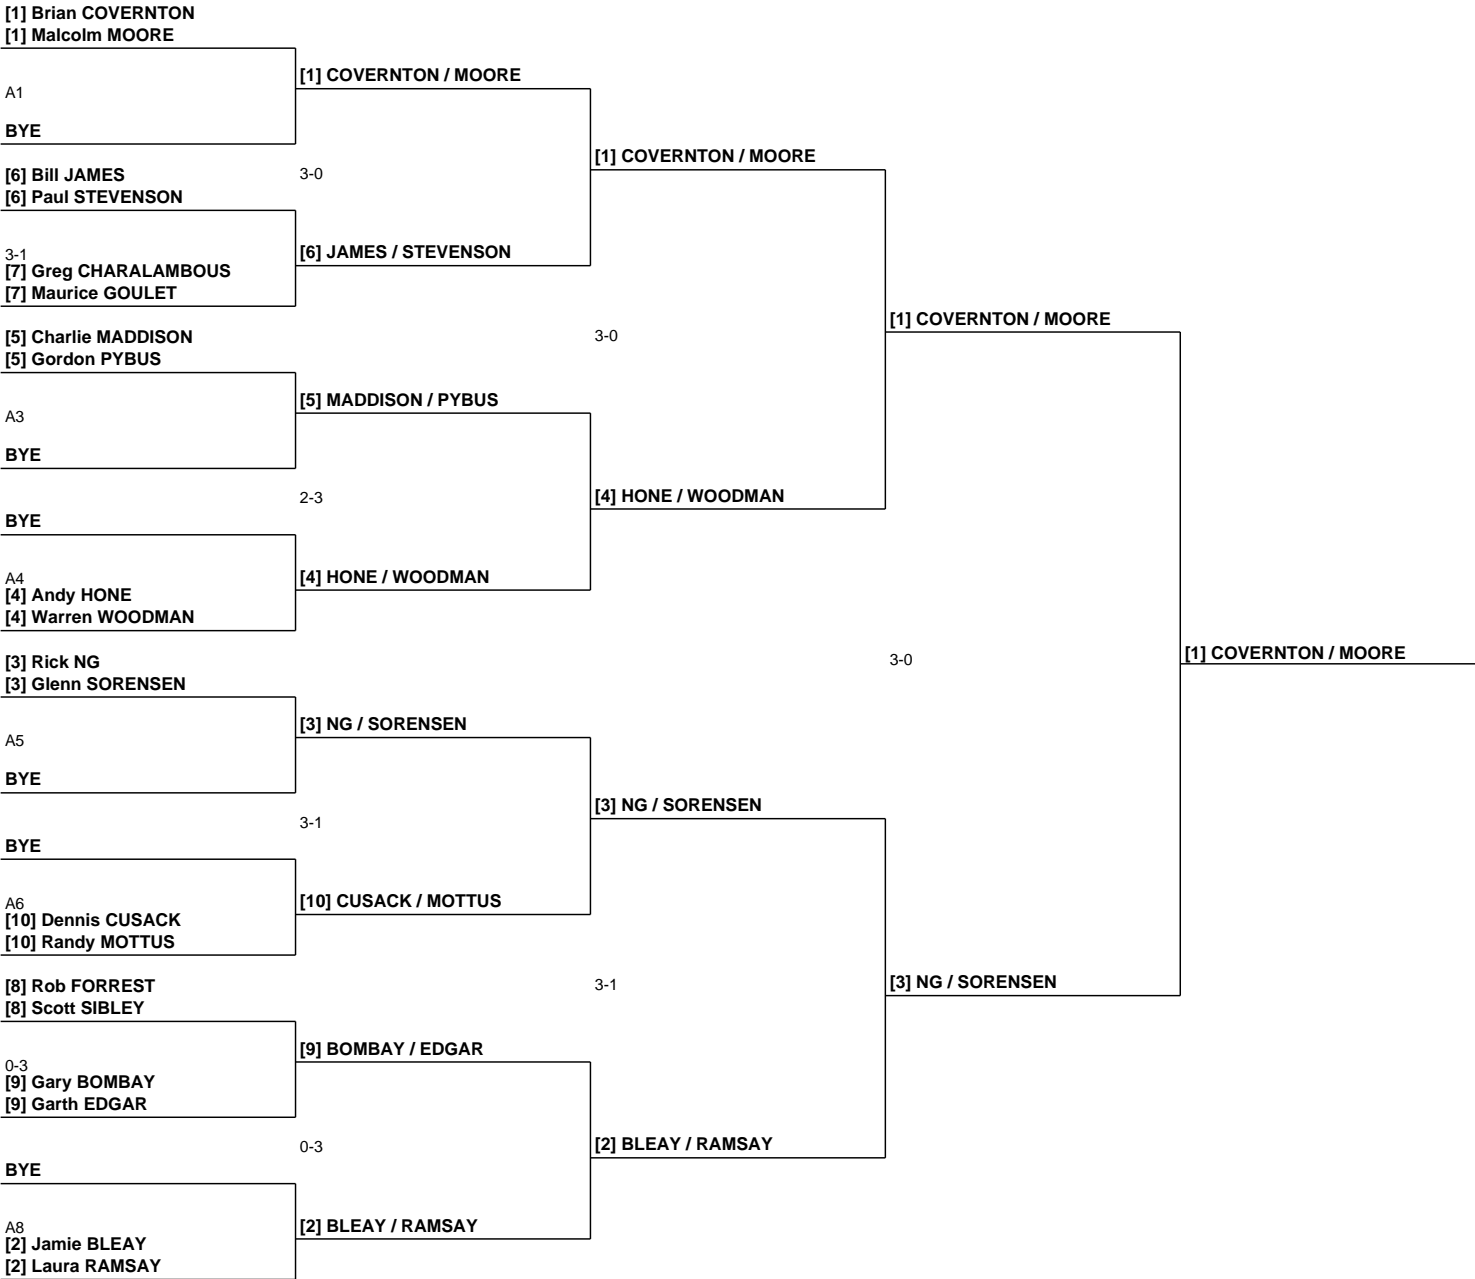 [1] Brian COVERNTON
[1] Malcolm MOORE
[1] COVERNTON / MOORE
A1
BYE
[1] COVERNTON / MOORE
[6] Bill JAMES
3-0
[6] Paul STEVENSON
3-1
[6] JAMES / STEVENSON
[7] Greg CHARALAMBOUS
[7] Maurice GOULET
[1] COVERNTON / MOORE
[5] Charlie MADDISON
3-0
[5] Gordon PYBUS
[5] MADDISON / PYBUS
A3
BYE
2-3
[4] HONE / WOODMAN
BYE
A4
[4] HONE / WOODMAN
[4] Andy HONE
[4] Warren WOODMAN
[3] Rick NG
3-0
[1] COVERNTON / MOORE
[3] Glenn SORENSEN
[3] NG / SORENSEN
A5
BYE
[3] NG / SORENSEN
3-1
BYE
A6
[10] CUSACK / MOTTUS
[10] Dennis CUSACK
[10] Randy MOTTUS
[8] Rob FORREST
3-1
[3] NG / SORENSEN
[8] Scott SIBLEY
[9] BOMBAY / EDGAR
0-3
[9] Gary BOMBAY
[9] Garth EDGAR
0-3
[2] BLEAY / RAMSAY
BYE
A8
[2] BLEAY / RAMSAY
[2] Jamie BLEAY
[2] Laura RAMSAY